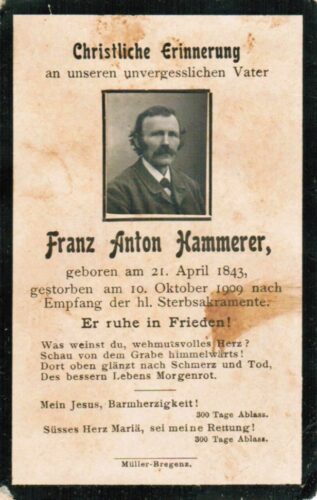 Christliche Erinnerung
an unseren unvergesslichen Vater
Franz Anton Hammerer,
geboren am 21. April 1843,
gestorben am 10. Oktober 1909 nach
Empfang der hl. Sterbsakramente.
Er ruhe in Frieden!
Was weinst du, wehmutsvolles Herz?
Schau von dem Grabe himmelwärts!
Dort oben glänzt nach Schmerz und Tod,
Des bessern Lebens Morgenrot.
Mein Jesus, Barmherzigkeit!
300 Tage Ablass.
Süsses Herz Mariä, sei meine Rettung!
300 Tage Ablass.
Müller-Bregenz.